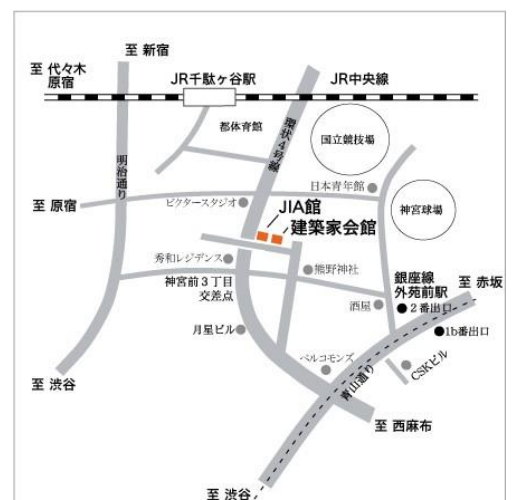 至 新宿
至 代々木
原宿
JR千駄ヶ谷駅
JR中央線
都体育館
環状4号線
国立競技場
明治通り
日本青年館
至 原宿
ビクタースタジオ
JIA館
建築家会館
神宮球場
秀和レジデンス
熊野神社
神宮前3丁目
交差点
銀座線
外苑前駅
至 赤坂
酒屋
2番出口
月星ビル
1b番出口
ベルコモンズ
青山通り
CSKビル
至 渋谷
至 西麻布
至 渋谷